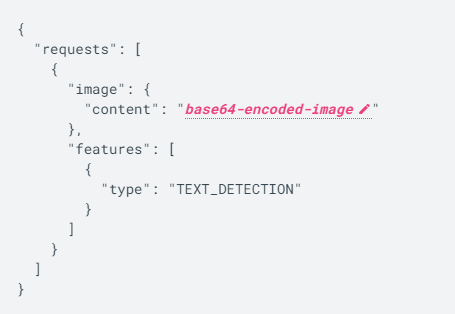 {
  "requests": [
    {
      "image": {
        "content": "base64-encoded-image"
      },
      "features": [
        {
          "type": "TEXT_DETECTION"
        }
      ]
    }
  ]
}